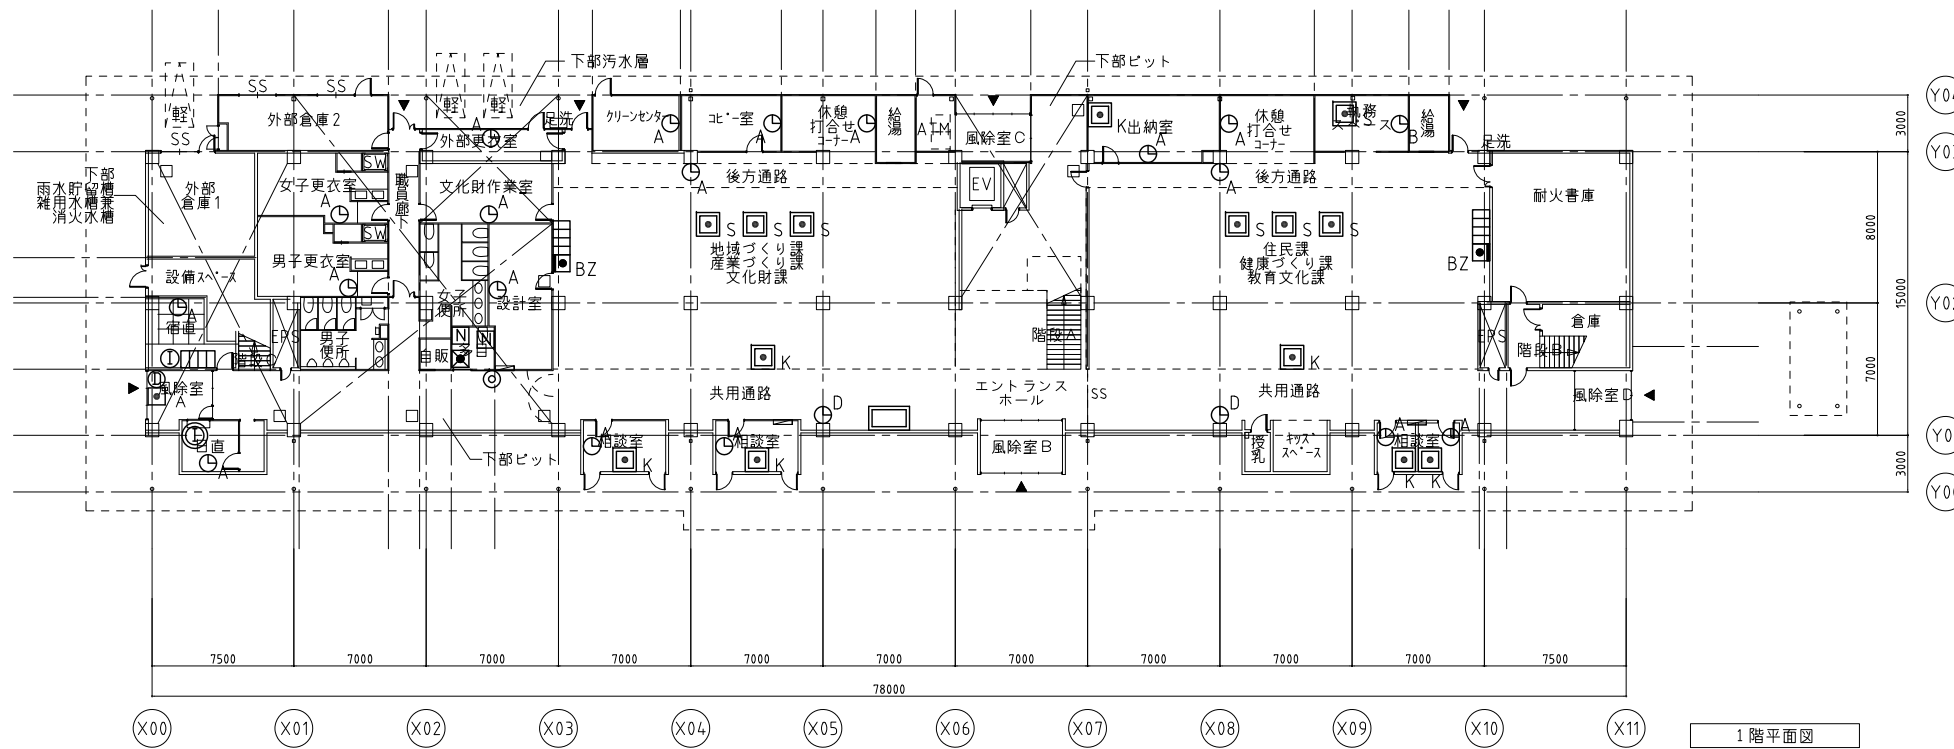 下部汚水層
下部ピット
SS
SS
軽
軽
軽
SS
外部倉庫2
足洗
外部更衣室
A
クリーンセンター
A
コピー室
A
休憩
打合せ
コーナー
A
給湯
A
TM
風除室C
K
出納室
A
休憩
打合せ
コーナー
A
S
B
給湯
足洗
Y04
3000
下部
雨水貯留槽
雑用水槽兼
消火水槽
外部
倉庫1
SW
女子更衣室
A
職員廊下
文化財作業室
A
A
後方通路
EV
A
後方通路
耐火書庫
8000
SW
男子更衣室
A
設備スペース
S
S
S
地域づくり課
産業づくり課
文化財課
BZ
S
S
S
住民課
健康づくり課
教育文化課
BZ
15000
宿直
A
EPS
男子
便所
女子
便所
設計室
A
自販
N
N
階段A
EPS
倉庫
階段B
階段C
K
K
7000
風除室
A
共用通路
D
エントランス
ホール
SS
共用通路
D
風除室D
日直
A
下部ピット
相談室
A
K
相談室
A
K
風除室B
授乳
キッズ
スペース
相談室
A
A
K
K
3000
7500
7000
7000
7000
7000
7000
7000
7000
7000
7000
7500
78000
X00
X01
X02
X03
X04
X05
X06
X07
X08
X09
X10
X11
1階平面図